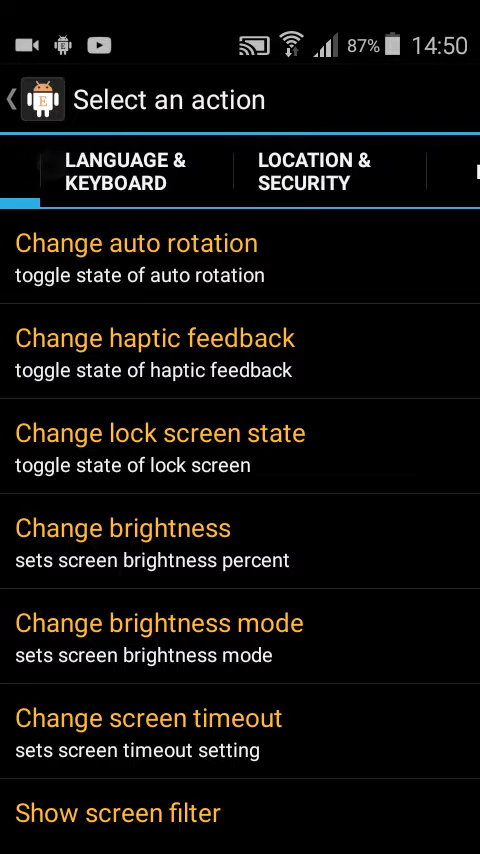 87% 14:50
Select an action
LANGUAGE &
KEYBOARD
LOCATION &
SECURITY
Change auto rotation
toggle state of auto rotation
Change haptic feedback
toggle state of haptic feedback
Change lock screen state
toggle state of lock screen
Change brightness
sets screen brightness percent
Change brightness mode
sets screen brightness mode
Change screen timeout
sets screen timeout setting
Show screen filter